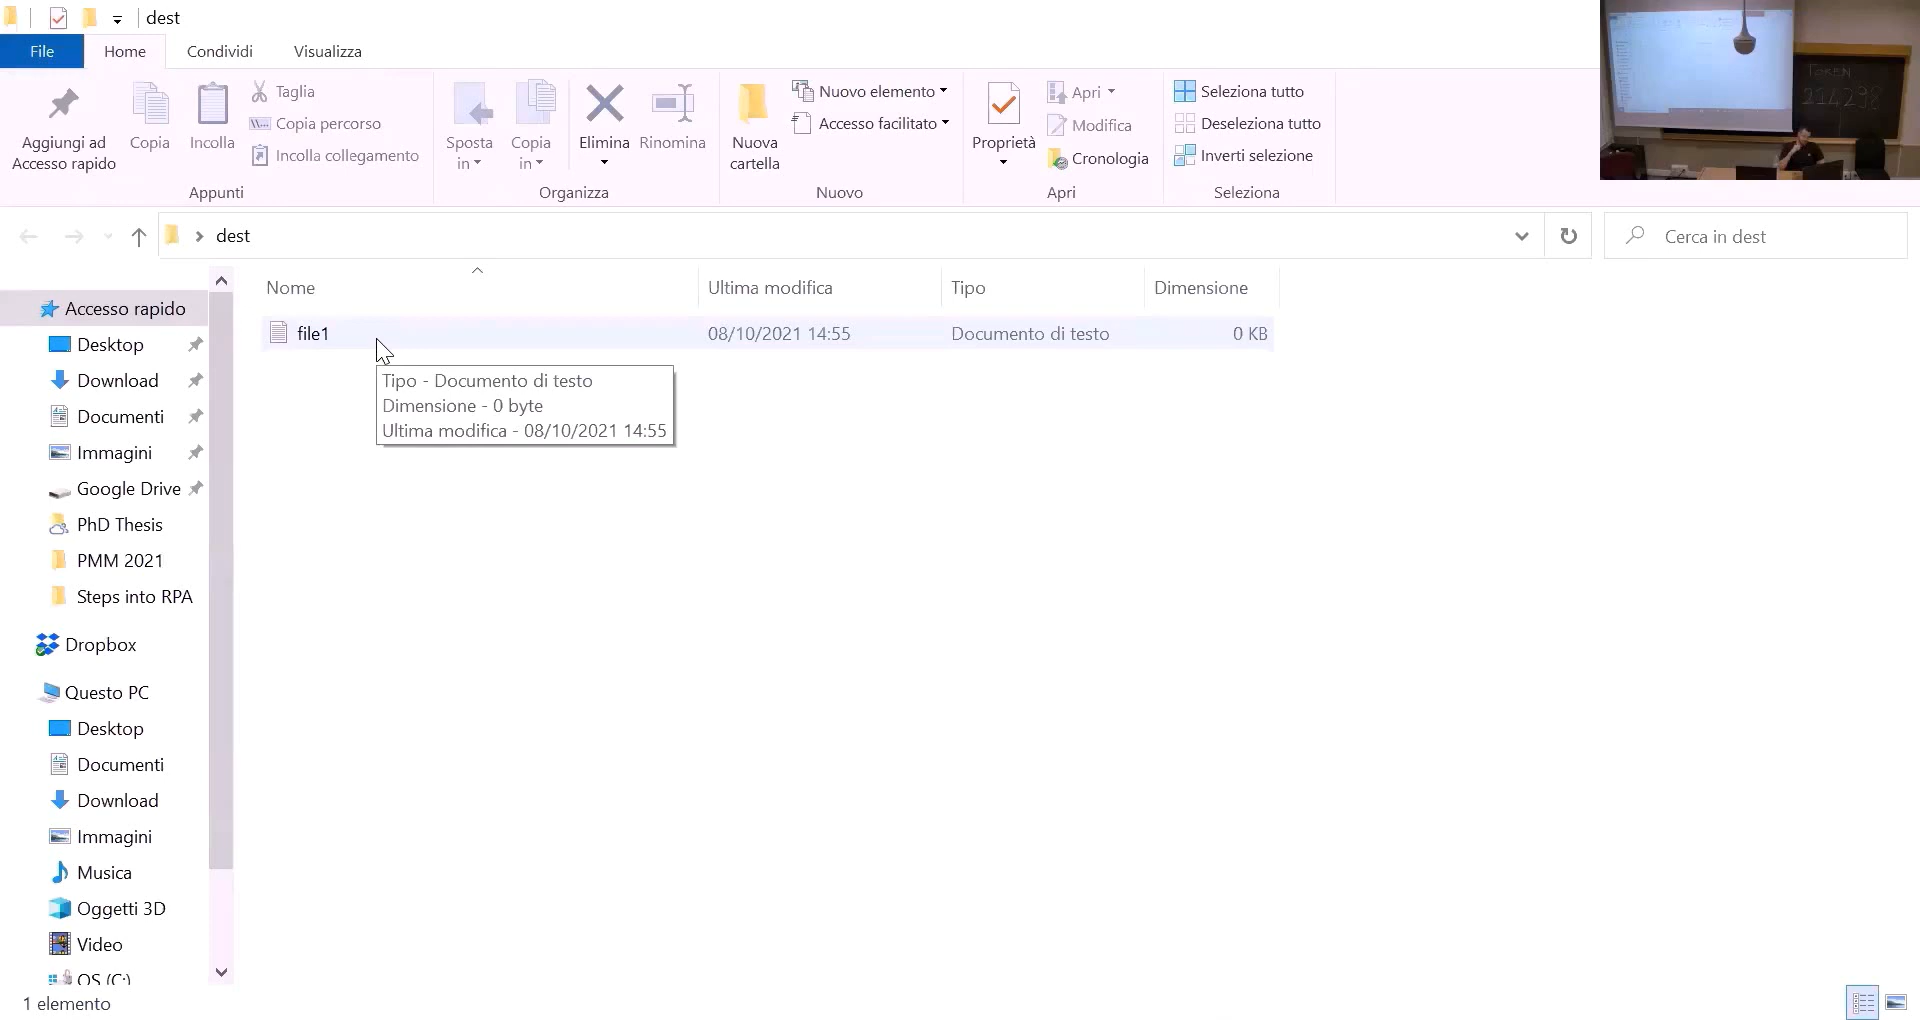 dest
File Home Condividi Visualizza
Aggiungi ad
Accesso rapido
Copia
Incolla
Taglia
Copia percorso
Incolla collegamento
Appunti
Sposta
in
Copia
in
Elimina
Rinomina
Organizza
Nuova
cartella
Nuovo elemento
Accesso facilitato
Nuovo
Proprietà
Apri
Modifica
Cronologia
Apri
Seleziona tutto
Deseleziona tutto
Inverti selezione
Seleziona
TOKEN
214298
dest
Cerca in dest
Accesso rapido
Desktop
Download
Documenti
Immagini
Google Drive
PhD Thesis
PMM 2021
Steps into RPA
Dropbox
Questo PC
Desktop
Documenti
Download
Immagini
Musica
Oggetti 3D
Video
OS (C:)
Nome Ultima modifica Tipo Dimensione
file1 08/10/2021 14:55 Documento di testo 0 KB
Tipo - Documento di testo
Dimensione - 0 byte
Ultima modifica - 08/10/2021 14:55
1 elemento